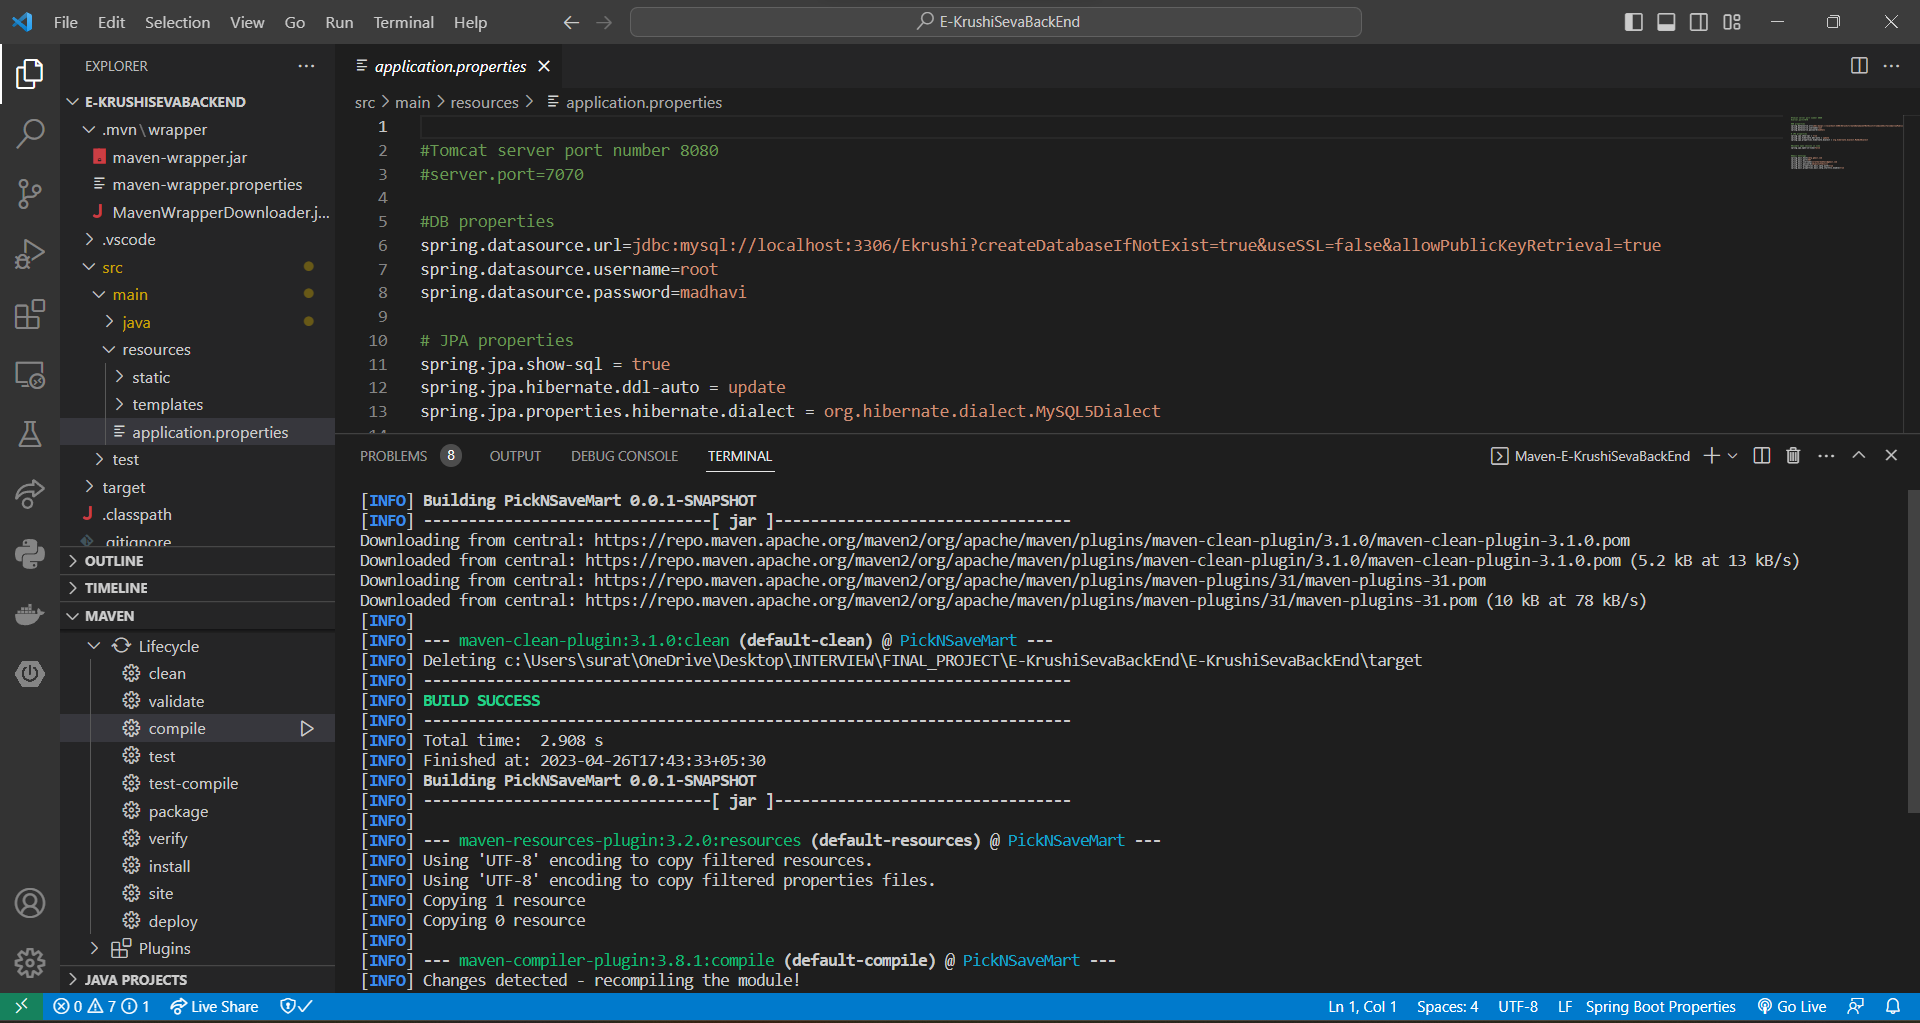 File Edit Selection View Go Run Terminal Help
E-KrushiSevaBackEnd
EXPLORER
E-KRUSHISEVABACKEND
.mvn\wrapper
maven-wrapper.jar
maven-wrapper.properties
MavenWrapperDownloader.j...
.vscode
src
main
java
resources
static
templates
application.properties
test
target
.classpath
.gitignore
OUTLINE
TIMELINE
MAVEN
Lifecycle
clean
validate
compile
test
test-compile
package
verify
install
site
deploy
Plugins
JAVA PROJECTS
application.properties
src > main > resources > application.properties
1
2 #Tomcat server port number 8080
3 #server.port=7070
4
5 #DB properties
6 spring.datasource.url=jdbc:mysql://localhost:3306/Ekrushi?createDatabaseIfNotExist=true&useSSL=false&allowPublicKeyRetrieval=true
7 spring.datasource.username=root
8 spring.datasource.password=madhavi
9
10 # JPA properties
11 spring.jpa.show-sql = true
12 spring.jpa.hibernate.ddl-auto = update
13 spring.jpa.properties.hibernate.dialect = org.hibernate.dialect.MySQL5Dialect
14
PROBLEMS 8 OUTPUT DEBUG CONSOLE TERMINAL
Maven-E-KrushiSevaBackEnd
[INFO] Building PickNSaveMart 0.0.1-SNAPSHOT
[INFO] --------------------------------[ jar ]---------------------------------
Downloading from central: https://repo.maven.apache.org/maven2/org/apache/maven/plugins/maven-clean-plugin/3.1.0/maven-clean-plugin-3.1.0.pom
Downloaded from central: https://repo.maven.apache.org/maven2/org/apache/maven/plugins/maven-clean-plugin/3.1.0/maven-clean-plugin-3.1.0.pom (5.2 kB at 13 kB/s)
Downloading from central: https://repo.maven.apache.org/maven2/org/apache/maven/plugins/maven-plugins/31/maven-plugins-31.pom
Downloaded from central: https://repo.maven.apache.org/maven2/org/apache/maven/plugins/maven-plugins/31/maven-plugins-31.pom (10 kB at 78 kB/s)
[INFO]
[INFO] --- maven-clean-plugin:3.1.0:clean (default-clean) @ PickNSaveMart ---
[INFO] Deleting c:\Users\surat\OneDrive\Desktop\INTERVIEW\FINAL_PROJECT\E-KrushiSevaBackEnd\E-KrushiSevaBackEnd\target
[INFO] ------------------------------------------------------------------------
[INFO] BUILD SUCCESS
[INFO] ------------------------------------------------------------------------
[INFO] Total time:  2.908 s
[INFO] Finished at: 2023-04-26T17:43:33+05:30
[INFO] Building PickNSaveMart 0.0.1-SNAPSHOT
[INFO] --------------------------------[ jar ]---------------------------------
[INFO]
[INFO] --- maven-resources-plugin:3.2.0:resources (default-resources) @ PickNSaveMart ---
[INFO] Using 'UTF-8' encoding to copy filtered resources.
[INFO] Using 'UTF-8' encoding to copy filtered properties files.
[INFO] Copying 1 resource
[INFO] Copying 0 resource
[INFO]
[INFO] --- maven-compiler-plugin:3.8.1:compile (default-compile) @ PickNSaveMart ---
[INFO] Changes detected - recompiling the module!
0 7 1 Live Share Ln 1, Col 1 Spaces: 4 UTF-8 LF Spring Boot Properties Go Live